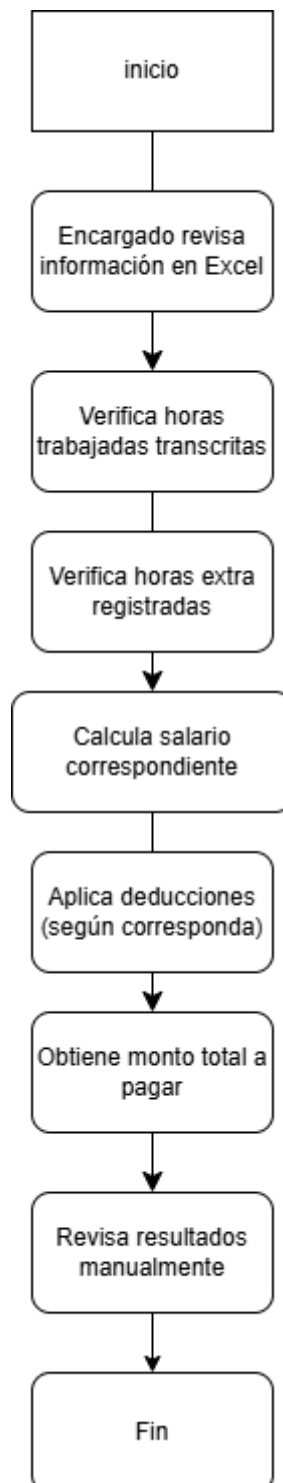 inicio
Encargado revisa
información en Excel
Verifica horas
trabajadas transcritas
Verifica horas extra
registradas
Calcula salario
correspondiente
Aplica deducciones
(según corresponda)
Obtiene monto total a
pagar
Revisa resultados
manualmente
Fin